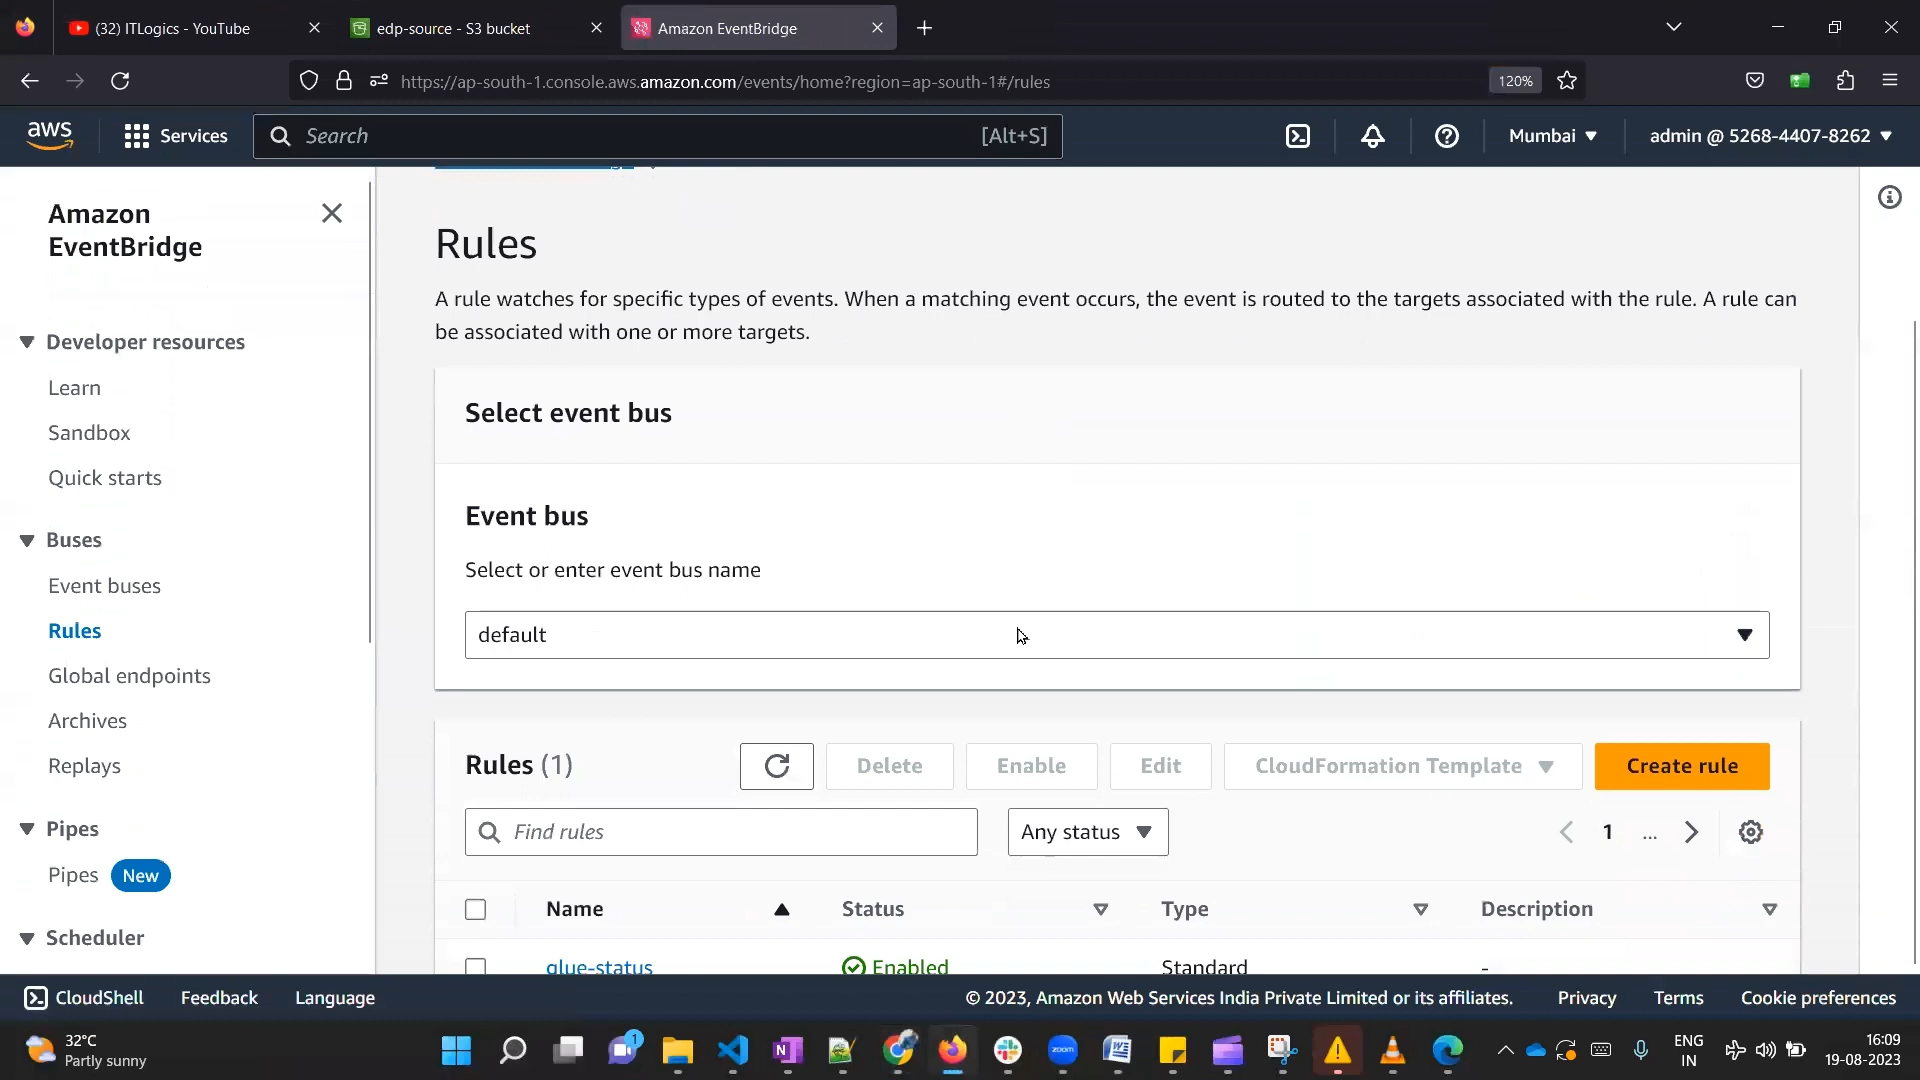 (32) ITLogics - YouTube
edp-source - S3 bucket
Amazon EventBridge
https://ap-south-1.console.aws.amazon.com/events/home?region=ap-south-1#/rules
120%
aws
Services
Search
[Alt+S]
Mumbai
admin @ 5268-4407-8262
Amazon
EventBridge
Developer resources
Learn
Sandbox
Quick starts
Buses
Event buses
Rules
Global endpoints
Archives
Replays
Pipes
Pipes New
Scheduler
Rules
A rule watches for specific types of events. When a matching event occurs, the event is routed to the targets associated with the rule. A rule can
be associated with one or more targets.
Select event bus
Event bus
Select or enter event bus name
default
Rules (1)
Delete
Enable
Edit
CloudFormation Template
Create rule
Find rules
Any status
1
...
Name
Status
Type
Description
glue-status
Enabled
Standard
-
CloudShell
Feedback
Language
© 2023, Amazon Web Services India Private Limited or its affiliates.
Privacy
Terms
Cookie preferences
32°C
Partly sunny
1
zoom
ENG
IN
16:09
19-08-2023